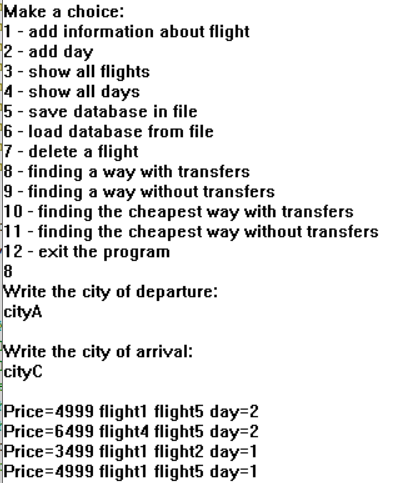 Make a choice:
1 - add information about flight
2 - add day
3 - show all flights
4 - show all days
5 - save database in file
6 - load database from file
7 - delete a flight
8 - finding a way with transfers
9 - finding a way without transfers
10 - finding the cheapest way with transfers
11 - finding the cheapest way without transfers
12 - exit the program
8
Write the city of departure:
cityA
Write the city of arrival:
cityC
Price=4999 flight1 flight5 day=2
Price=6499 flight4 flight5 day=2
Price=3499 flight1 flight2 day=1
Price=4999 flight1 flight5 day=1